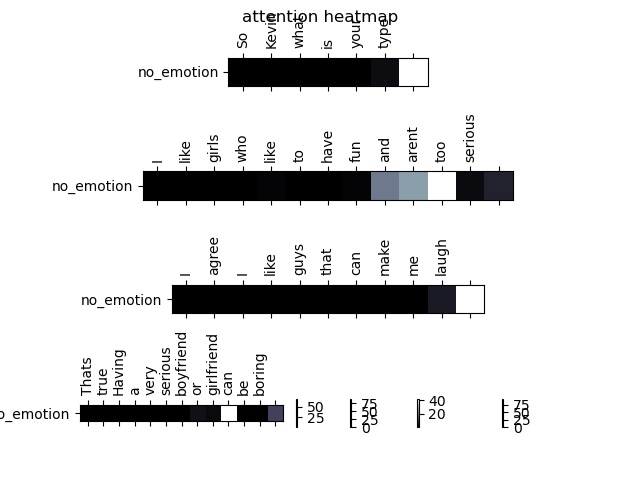 attention heatmap
So Kevin what is your type
no_emotion
I like girls who like to have fun and arent too serious
no_emotion
I agree I like guys that can make me laugh
no_emotion
Thats true Having a very serious boyfriend or girlfriend can be boring
no_emotion
50
25
75
50
25
0
40
20
75
50
25
0